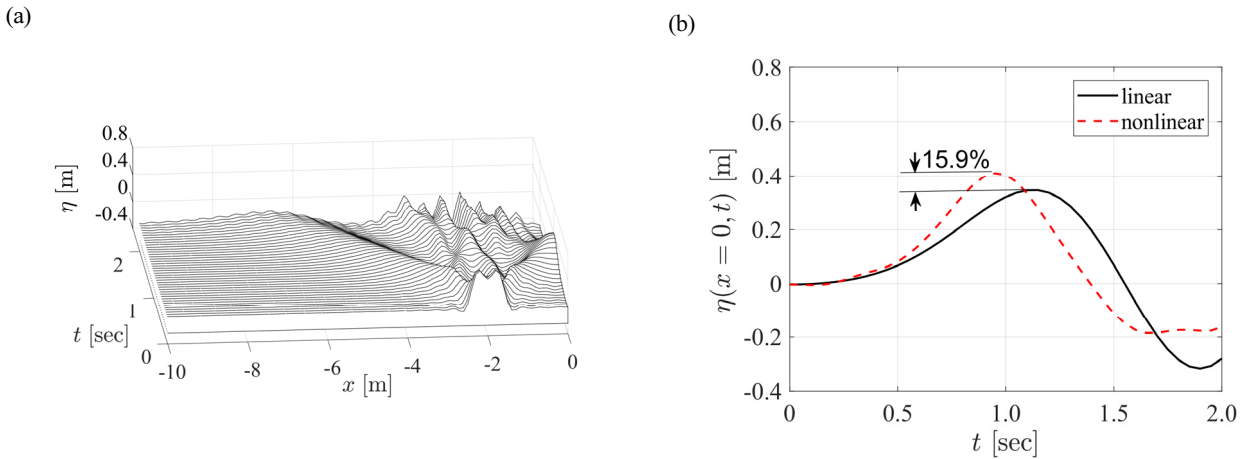 (a)
0.8
0.4
0
-0.4
η [m]
2
1
0
t [sec]
-10
-8
-6
-4
-2
0
x [m]
(b)
0.8
0.6
0.4
0.2
0
-0.2
-0.4
η(x = 0, t) [m]
linear
nonlinear
15.9%
0
0.5
1.0
1.5
2.0
t [sec]